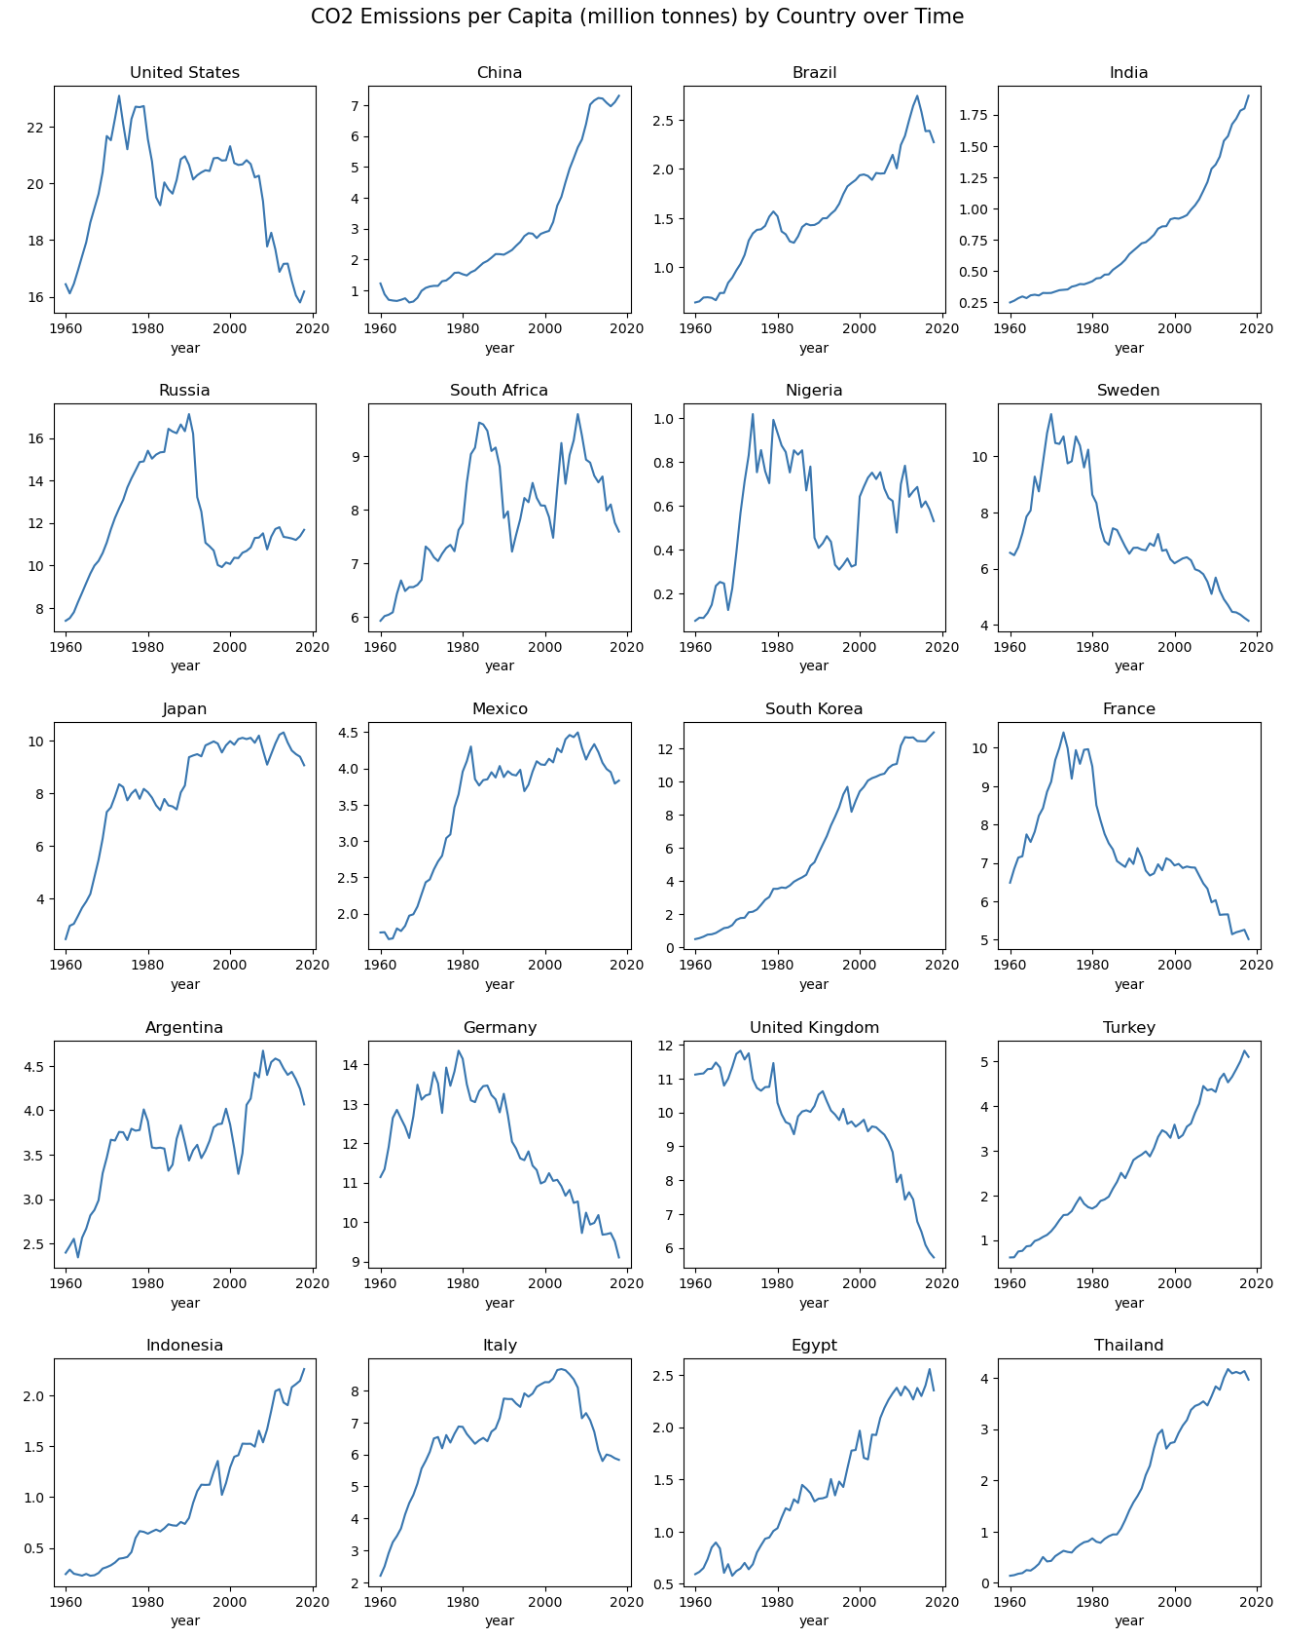 CO2 Emissions per Capita (million tonnes) by Country over Time
United States
22
20
18
16
1960 1980 2000 2020
year
China
7
6
5
4
3
2
1
1960 1980 2000 2020
year
Brazil
2.5
2.0
1.5
1.0
1960 1980 2000 2020
year
India
1.75
1.50
1.25
1.00
0.75
0.50
0.25
1960 1980 2000 2020
year
Russia
16
14
12
10
8
1960 1980 2000 2020
year
South Africa
9
8
7
6
1960 1980 2000 2020
year
Nigeria
1.0
0.8
0.6
0.4
0.2
1960 1980 2000 2020
year
Sweden
10
8
6
4
1960 1980 2000 2020
year
Japan
10
8
6
4
1960 1980 2000 2020
year
Mexico
4.5
4.0
3.5
3.0
2.5
2.0
1960 1980 2000 2020
year
South Korea
12
10
8
6
4
2
0
1960 1980 2000 2020
year
France
10
9
8
7
6
5
1960 1980 2000 2020
year
Argentina
4.5
4.0
3.5
3.0
2.5
1960 1980 2000 2020
year
Germany
14
13
12
11
10
9
1960 1980 2000 2020
year
United Kingdom
12
11
10
9
8
7
6
1960 1980 2000 2020
year
Turkey
5
4
3
2
1
1960 1980 2000 2020
year
Indonesia
2.0
1.5
1.0
0.5
1960 1980 2000 2020
year
Italy
8
7
6
5
4
3
2
1960 1980 2000 2020
year
Egypt
2.5
2.0
1.5
1.0
0.5
1960 1980 2000 2020
year
Thailand
4
3
2
1
0
1960 1980 2000 2020
year